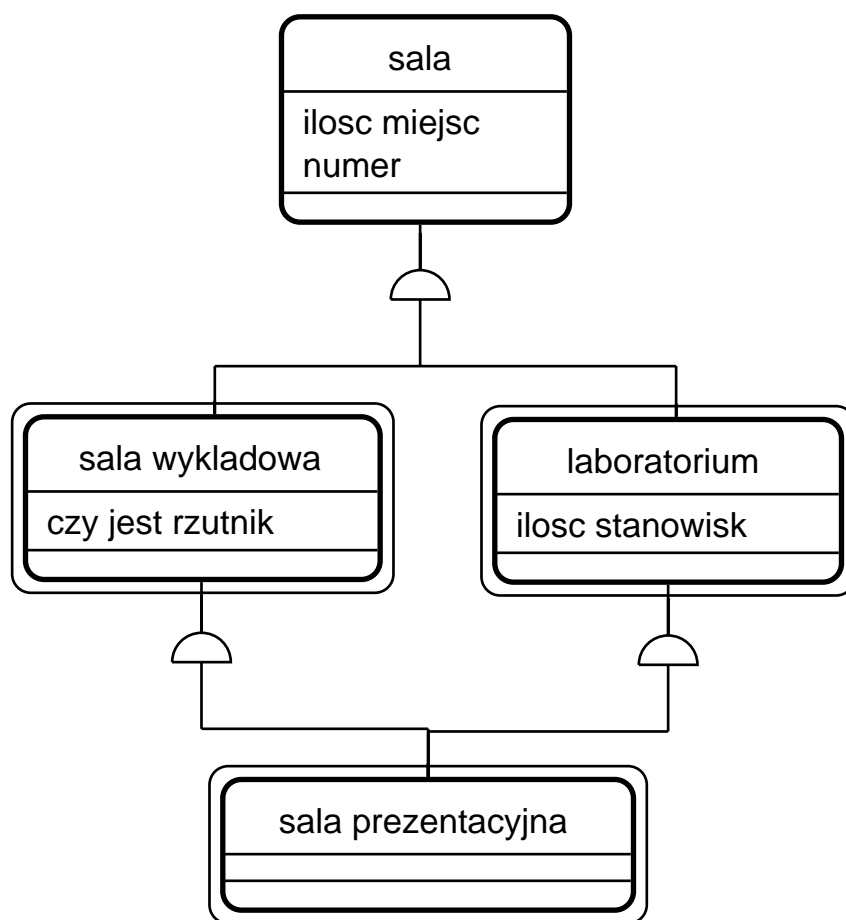 sala
ilosc miejsc
numer
sala wykladowa
czy jest rzutnik
laboratorium
ilosc stanowisk
sala prezentacyjna